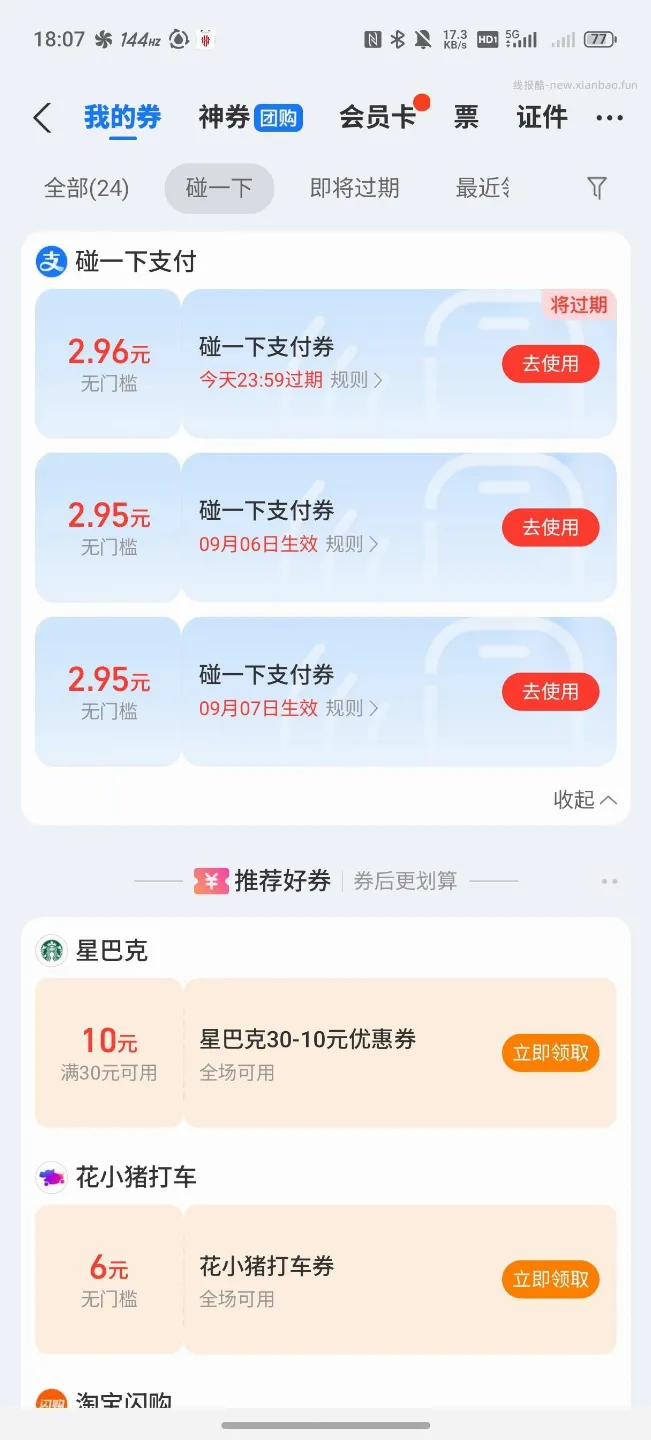 18:07 144HZ 17.3 KB/s HD1 5G 77
线报酷-new.xianbao.fun
我的券 神券 团购 会员卡 票 证件
全部(24) 碰一下 即将过期 最近
支 碰一下支付
将过期
2.96元 碰一下支付券 去使用
无门槛 今天23:59过期 规则
2.95元 碰一下支付券 去使用
无门槛 09月06日生效 规则
2.95元 碰一下支付券 去使用
无门槛 09月07日生效 规则
收起
¥ 推荐好券 券后更划算
星巴克
10元 星巴克30-10元优惠券 立即领取
满30元可用 全场可用
花小猪打车
6元 花小猪打车券 立即领取
无门槛 全场可用
闪购 淘宝闪购